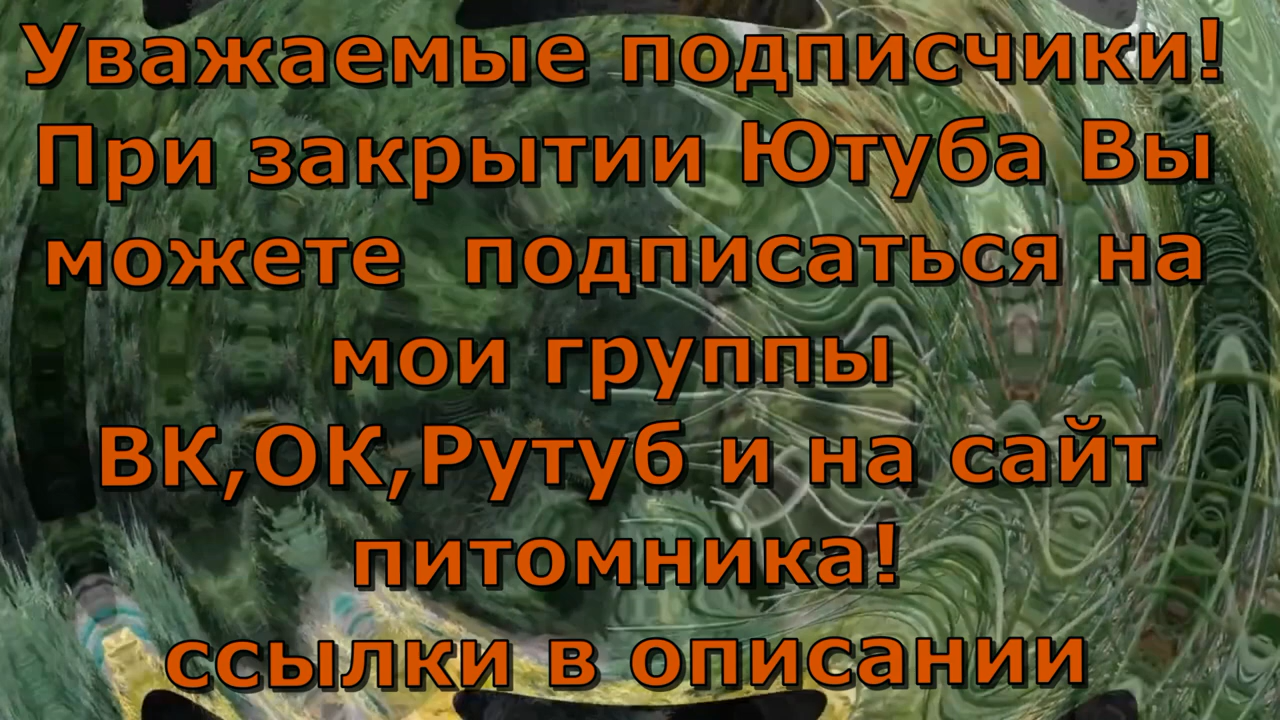 Уважаемые подписчики!
При закрытии Ютуба Вы
можете  подписаться на
мои группы
ВК,ОК,Рутуб и на сайт
питомника!
ссылки в описании